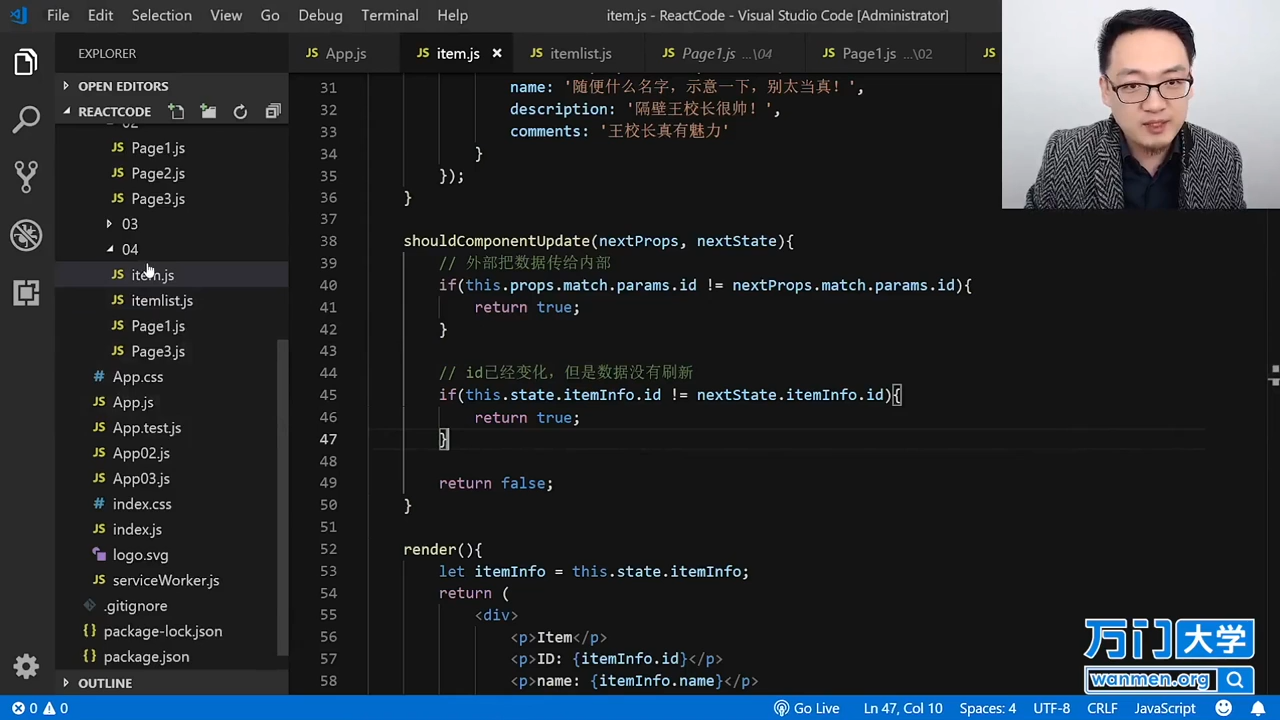 File Edit Selection View Go Debug Terminal Help item.js - ReactCode - Visual Studio Code [Administrator]
EXPLORER
JS App.js JS item.js × JS itemlist.js JS Page1.js ...\04 JS Page1.js ...\02 JS
OPEN EDITORS
REACTCODE
JS Page1.js
JS Page2.js
JS Page3.js
03
04
JS item.js
JS itemlist.js
JS Page1.js
JS Page3.js
# App.css
JS App.js
JS App.test.js
JS App02.js
JS App03.js
# index.css
JS index.js
logo.svg
JS serviceWorker.js
.gitignore
{} package-lock.json
{} package.json
OUTLINE
31 name: '随便什么名字，示意一下，别太当真！',
32 description: '隔壁王校长很帅！',
33 comments: '王校长真有魅力'
34 }
35 });
36 }
37
38 shouldComponentUpdate(nextProps, nextState){
39 // 外部把数据传给内部
40 if(this.props.match.params.id != nextProps.match.params.id){
41 return true;
42 }
43
44 // id已经变化，但是数据没有刷新
45 if(this.state.itemInfo.id != nextState.itemInfo.id){
46 return true;
47 }
48
49 return false;
50 }
51
52 render(){
53 let itemInfo = this.state.itemInfo;
54 return (
55 <div>
56 <p>Item</p>
57 <p>ID: {itemInfo.id}</p>
58 <p>name: {itemInfo.name}</p>
万门大学
wanmen.org
0 0 Go Live Ln 47, Col 10 Spaces: 4 UTF-8 CRLF JavaScript